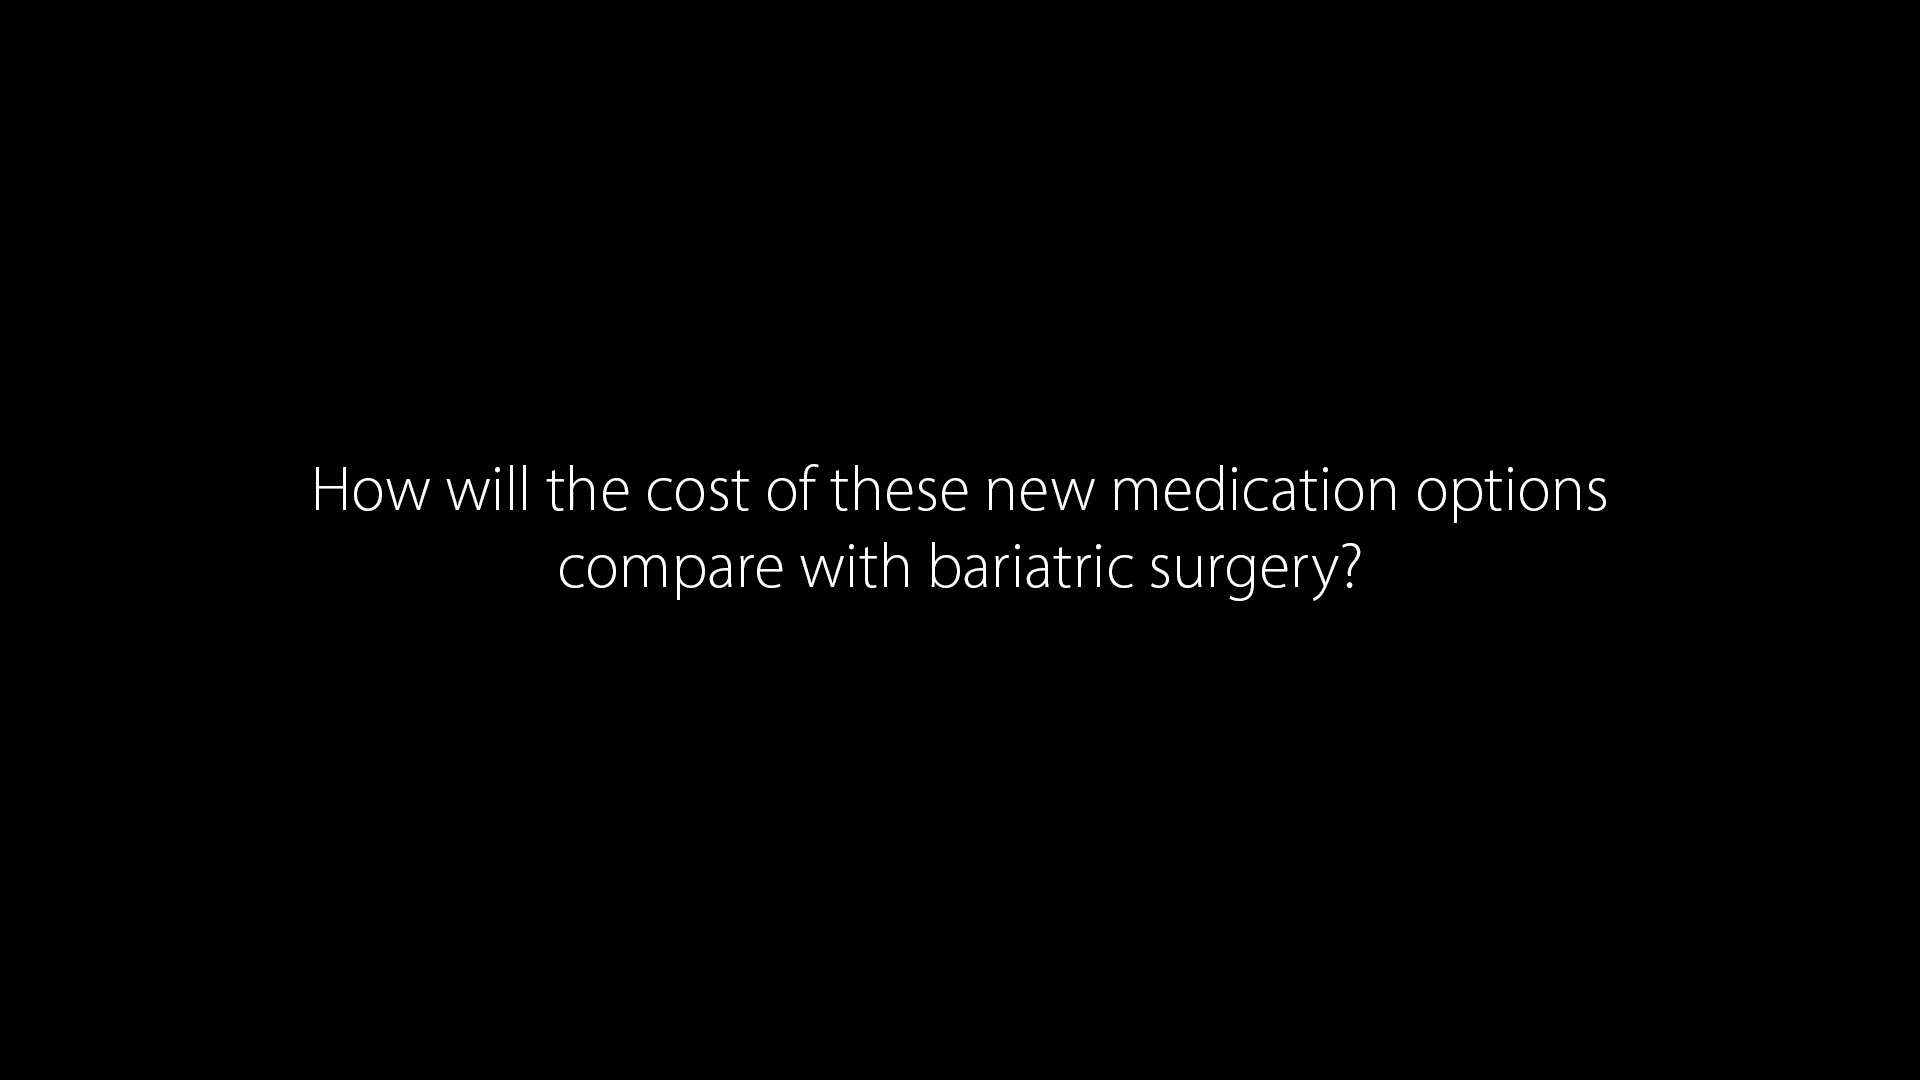 How will the cost of these new medication options
compare with bariatric surgery?